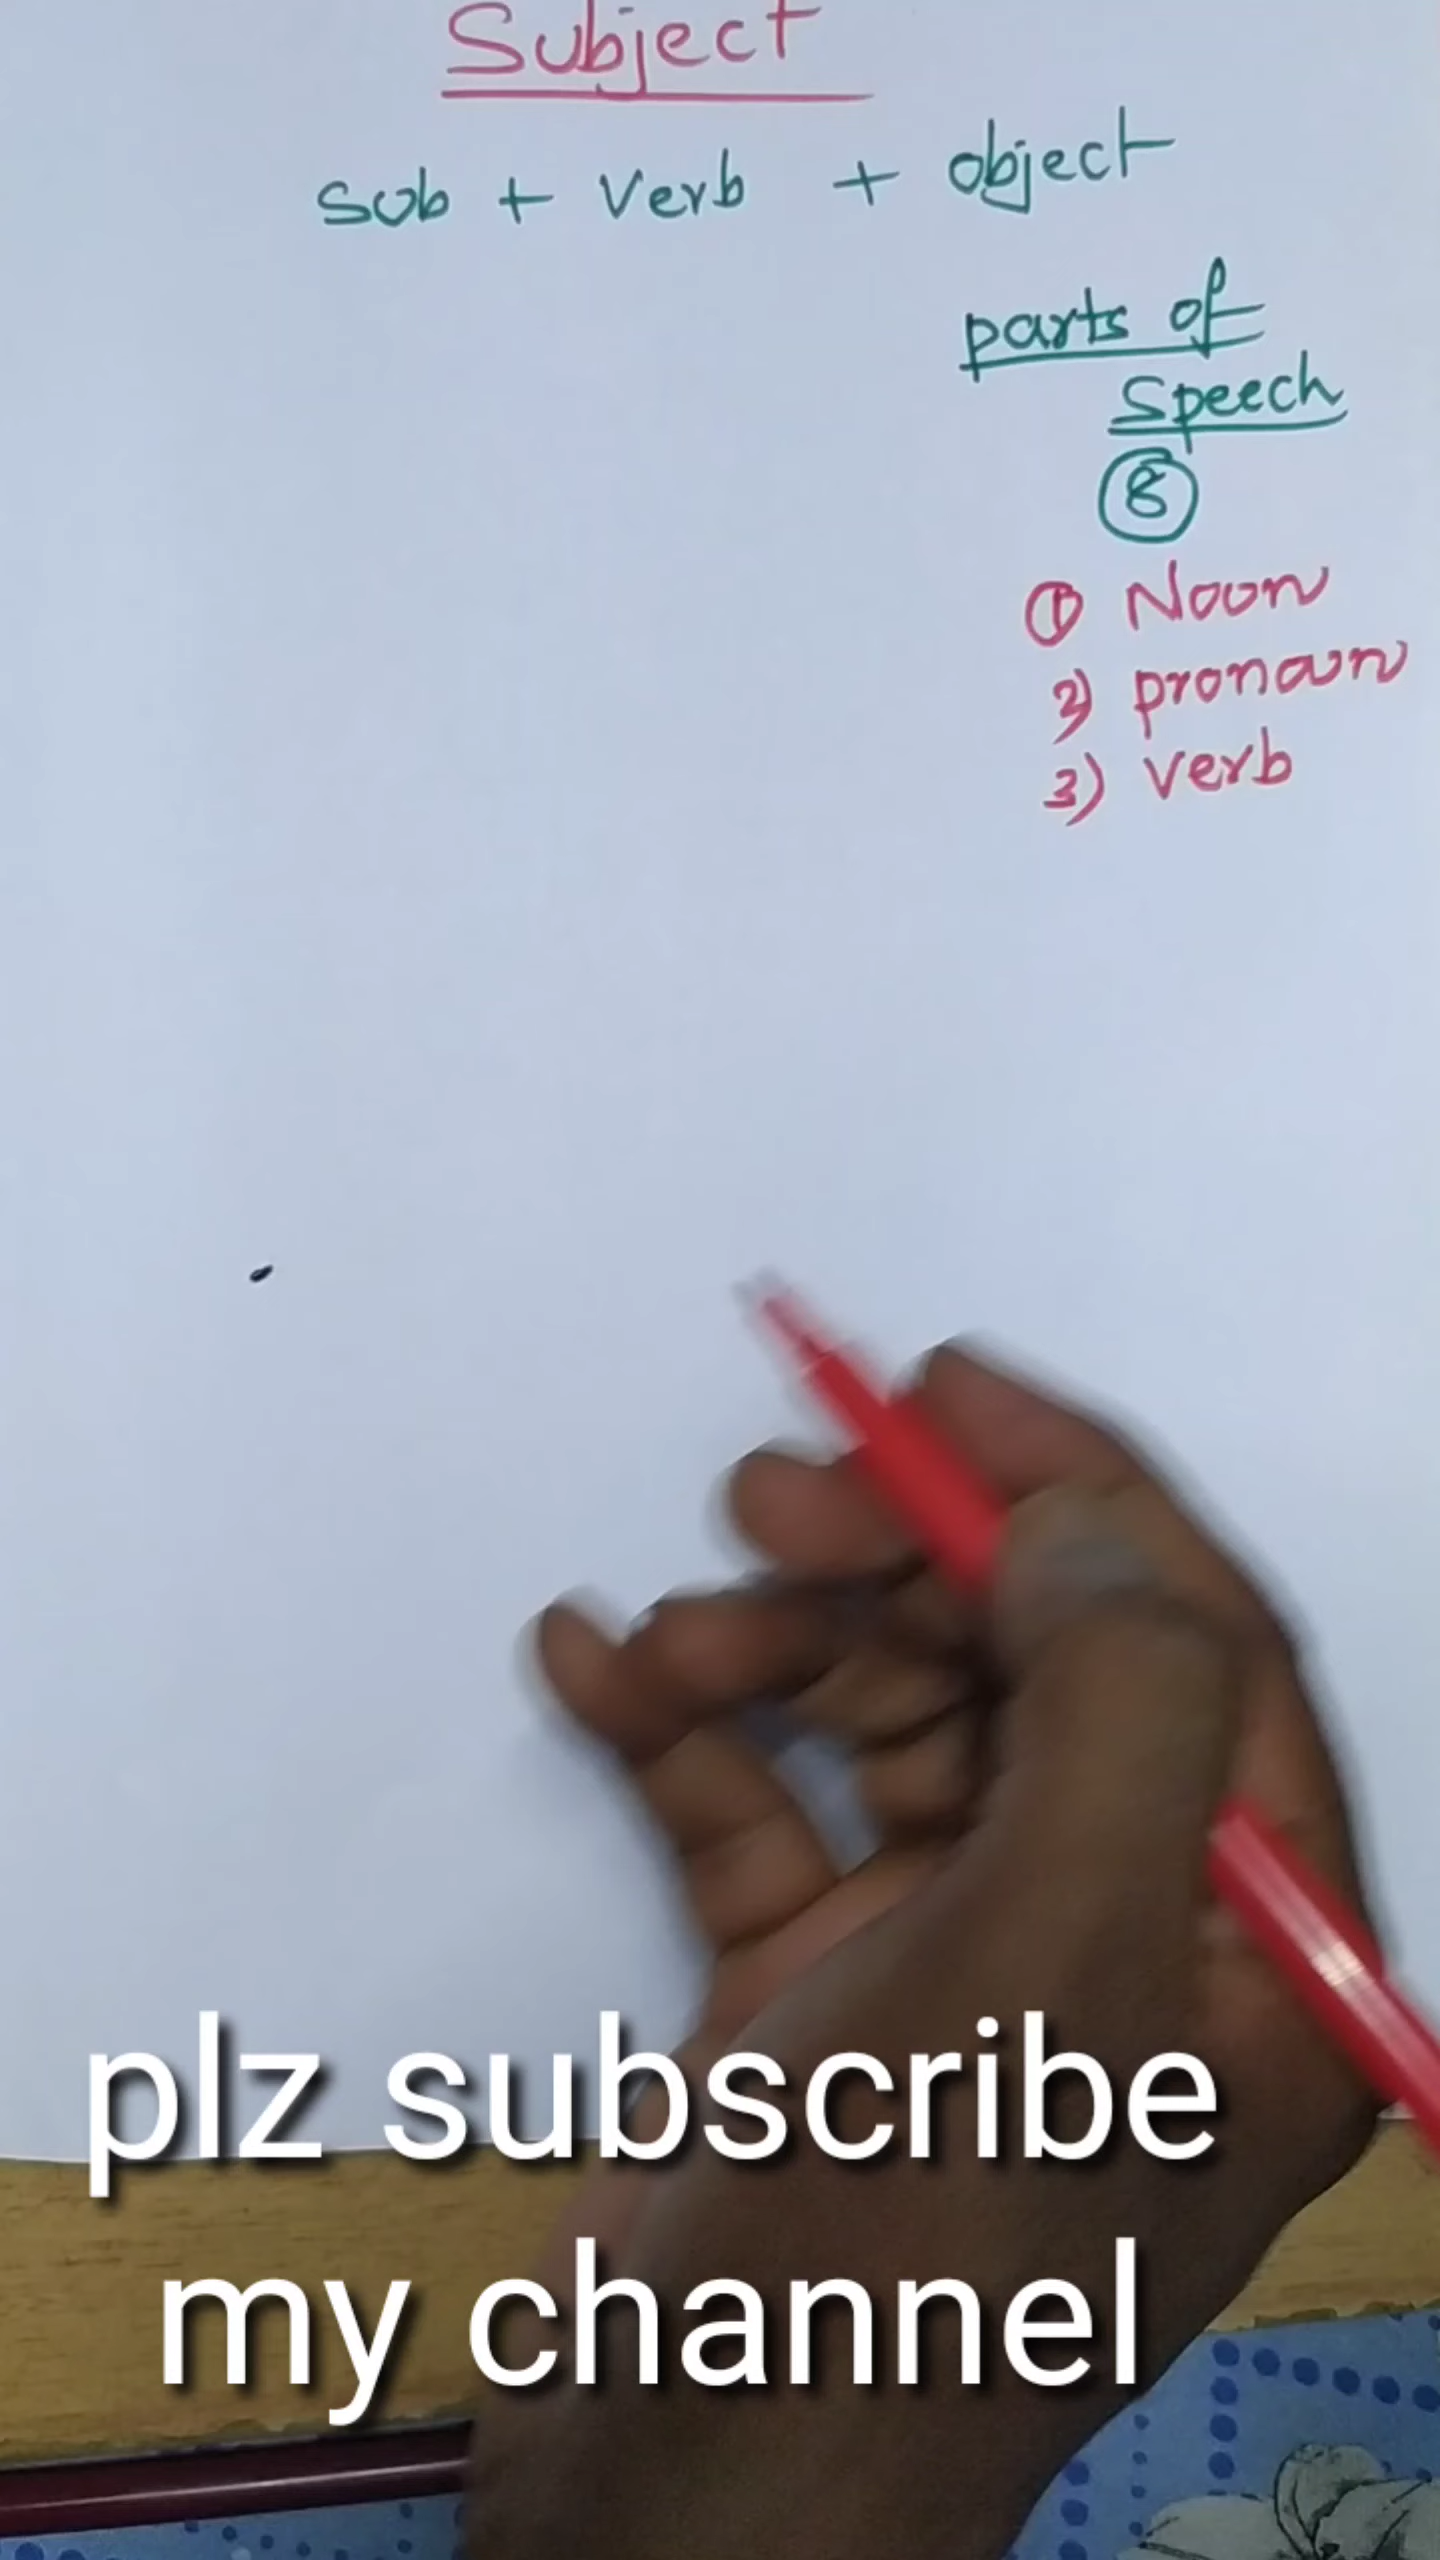 Subject
Sub + Verb + object
parts of
Speech
8
1 Noun
2) pronoun
3) verb
plz subscribe
my channel